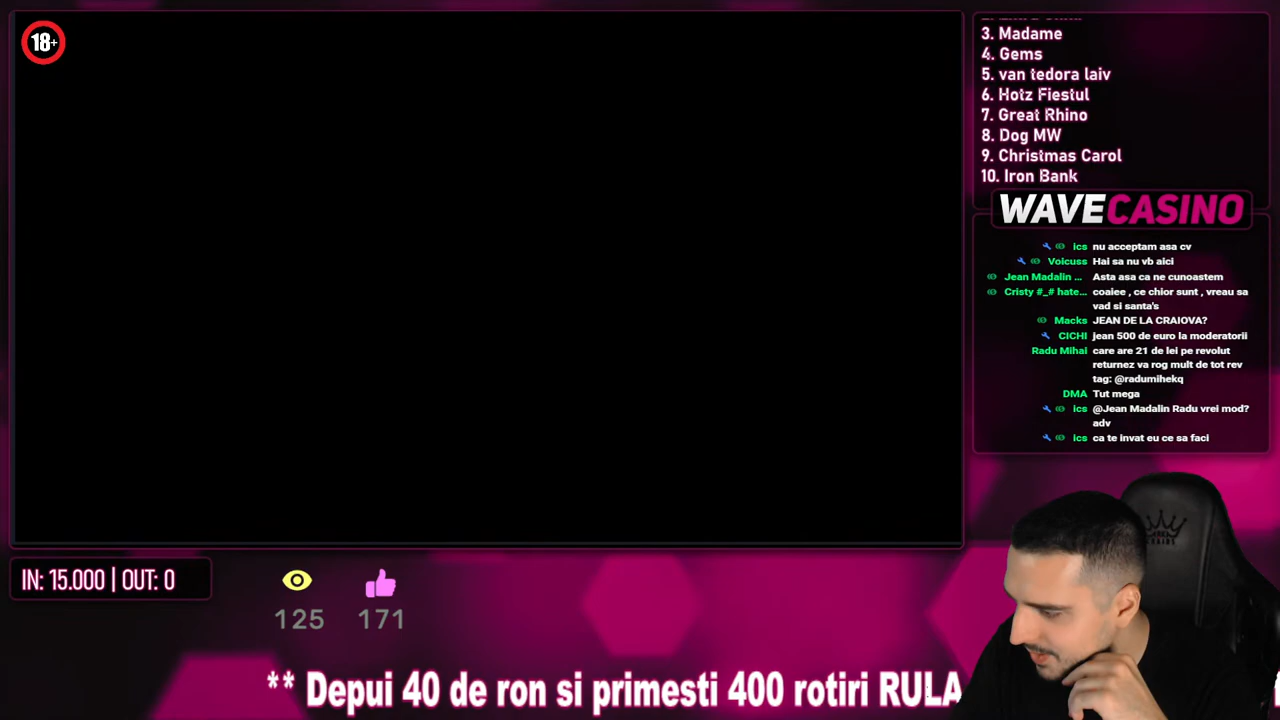 18+
3. Madame
4. Gems
5. van tedora laiv
6. Hotz Fiestul
7. Great Rhino
8. Dog MW
9. Christmas Carol
10. Iron Bank
WAVECASINO
ics nu acceptam asa cv
Voicuss Hai sa nu vb aici
Jean Madalin ... Asta asa ca ne cunoastem
Cristy #_# hate... coaiee , ce chior sunt , vreau sa
vad si santa's
Macks JEAN DE LA CRAIOVA?
CICHI jean 500 de euro la moderatorii
Radu Mihai care are 21 de lei pe revolut
returnez va rog mult de tot rev
tag: @radumihekq
DMA Tut mega
ics @Jean Madalin Radu vrei mod?
adv
ics ca te invat eu ce sa faci
IN: 15.000 | OUT: 0
125 171
** Depui 40 de ron si primesti 400 rotiri RULA